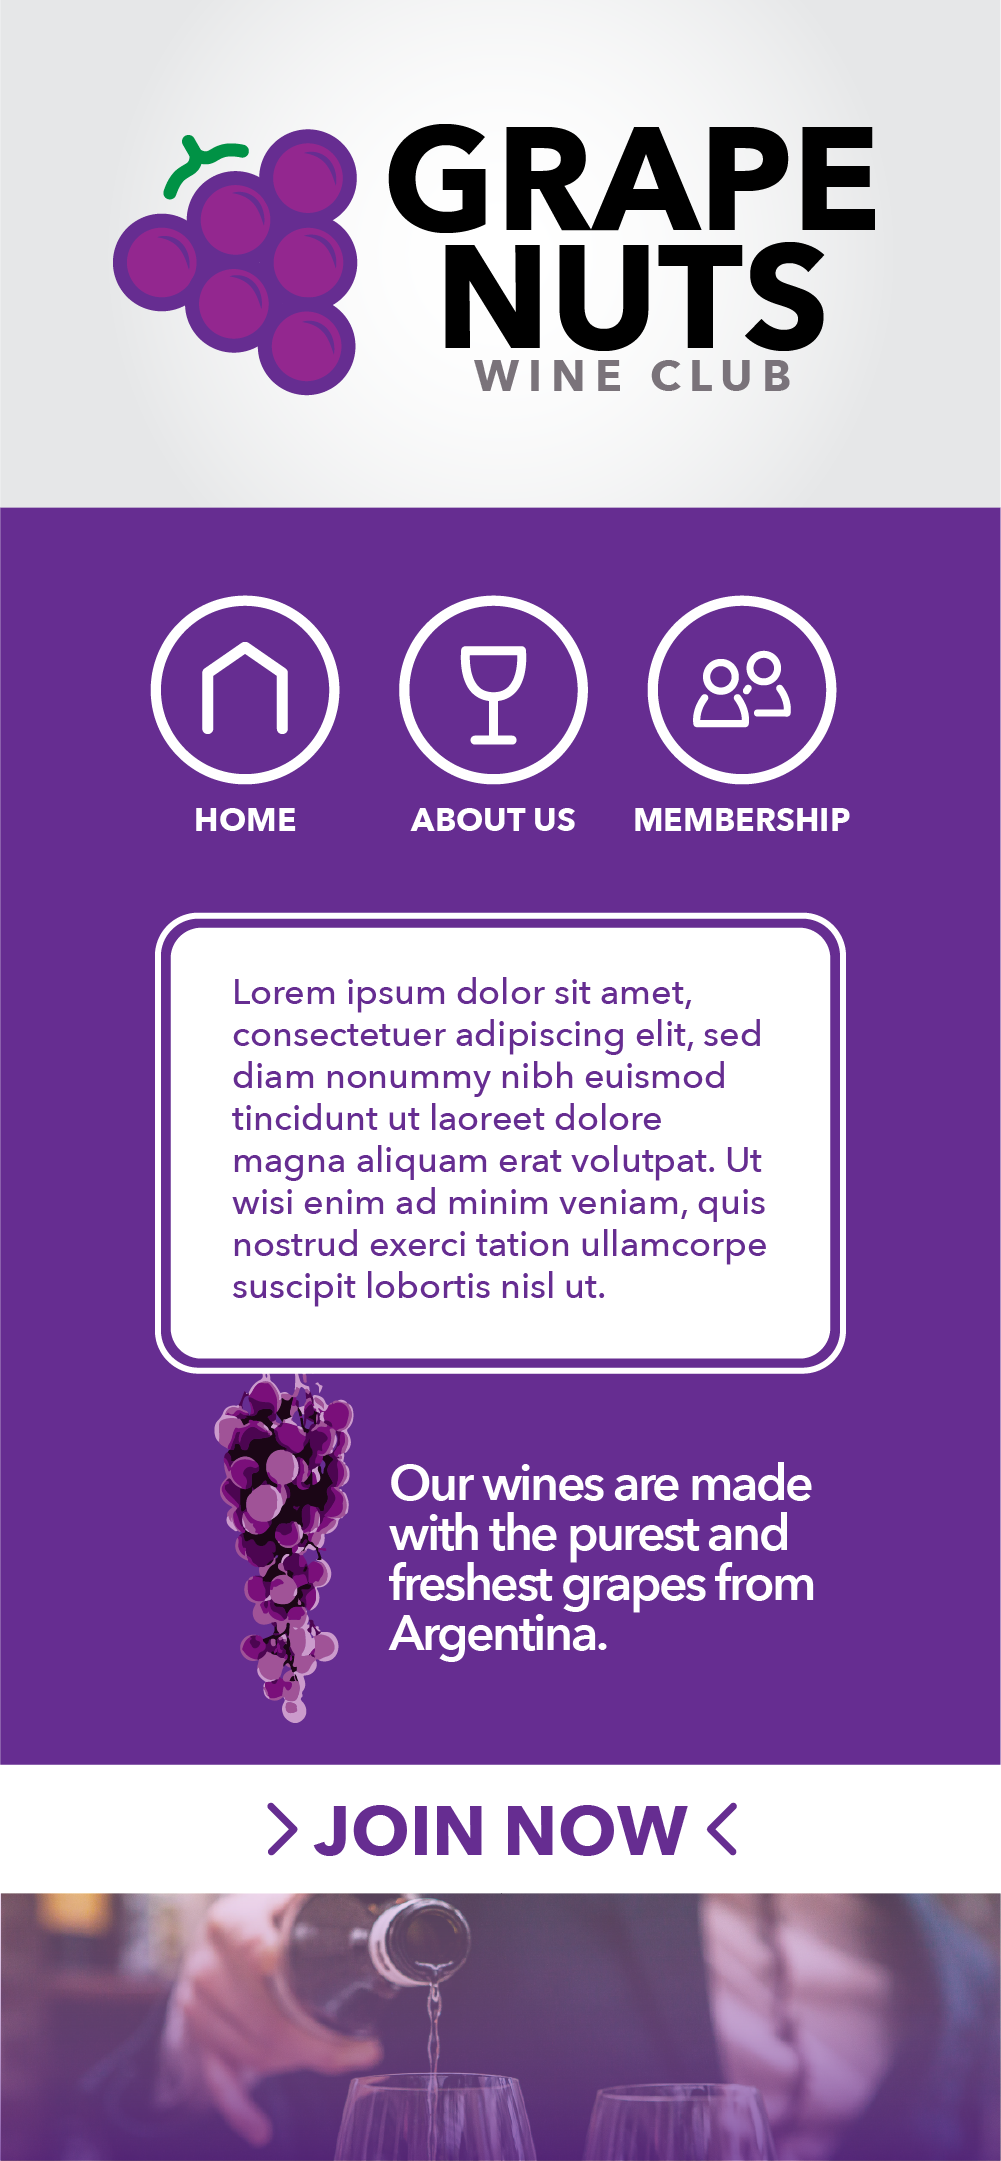 GRAPE
NUTS
WINE CLUB
HOME
ABOUT US
MEMBERSHIP
Lorem ipsum dolor sit amet,
consectetuer adipiscing elit, sed
diam nonummy nibh euismod
tincidunt ut laoreet dolore
magna aliquam erat volutpat. Ut
wisi enim ad minim veniam, quis
nostrud exerci tation ullamcorpe
suscipit lobortis nisl ut.
Our wines are made
with the purest and
freshest grapes from
Argentina.
> JOIN NOW <